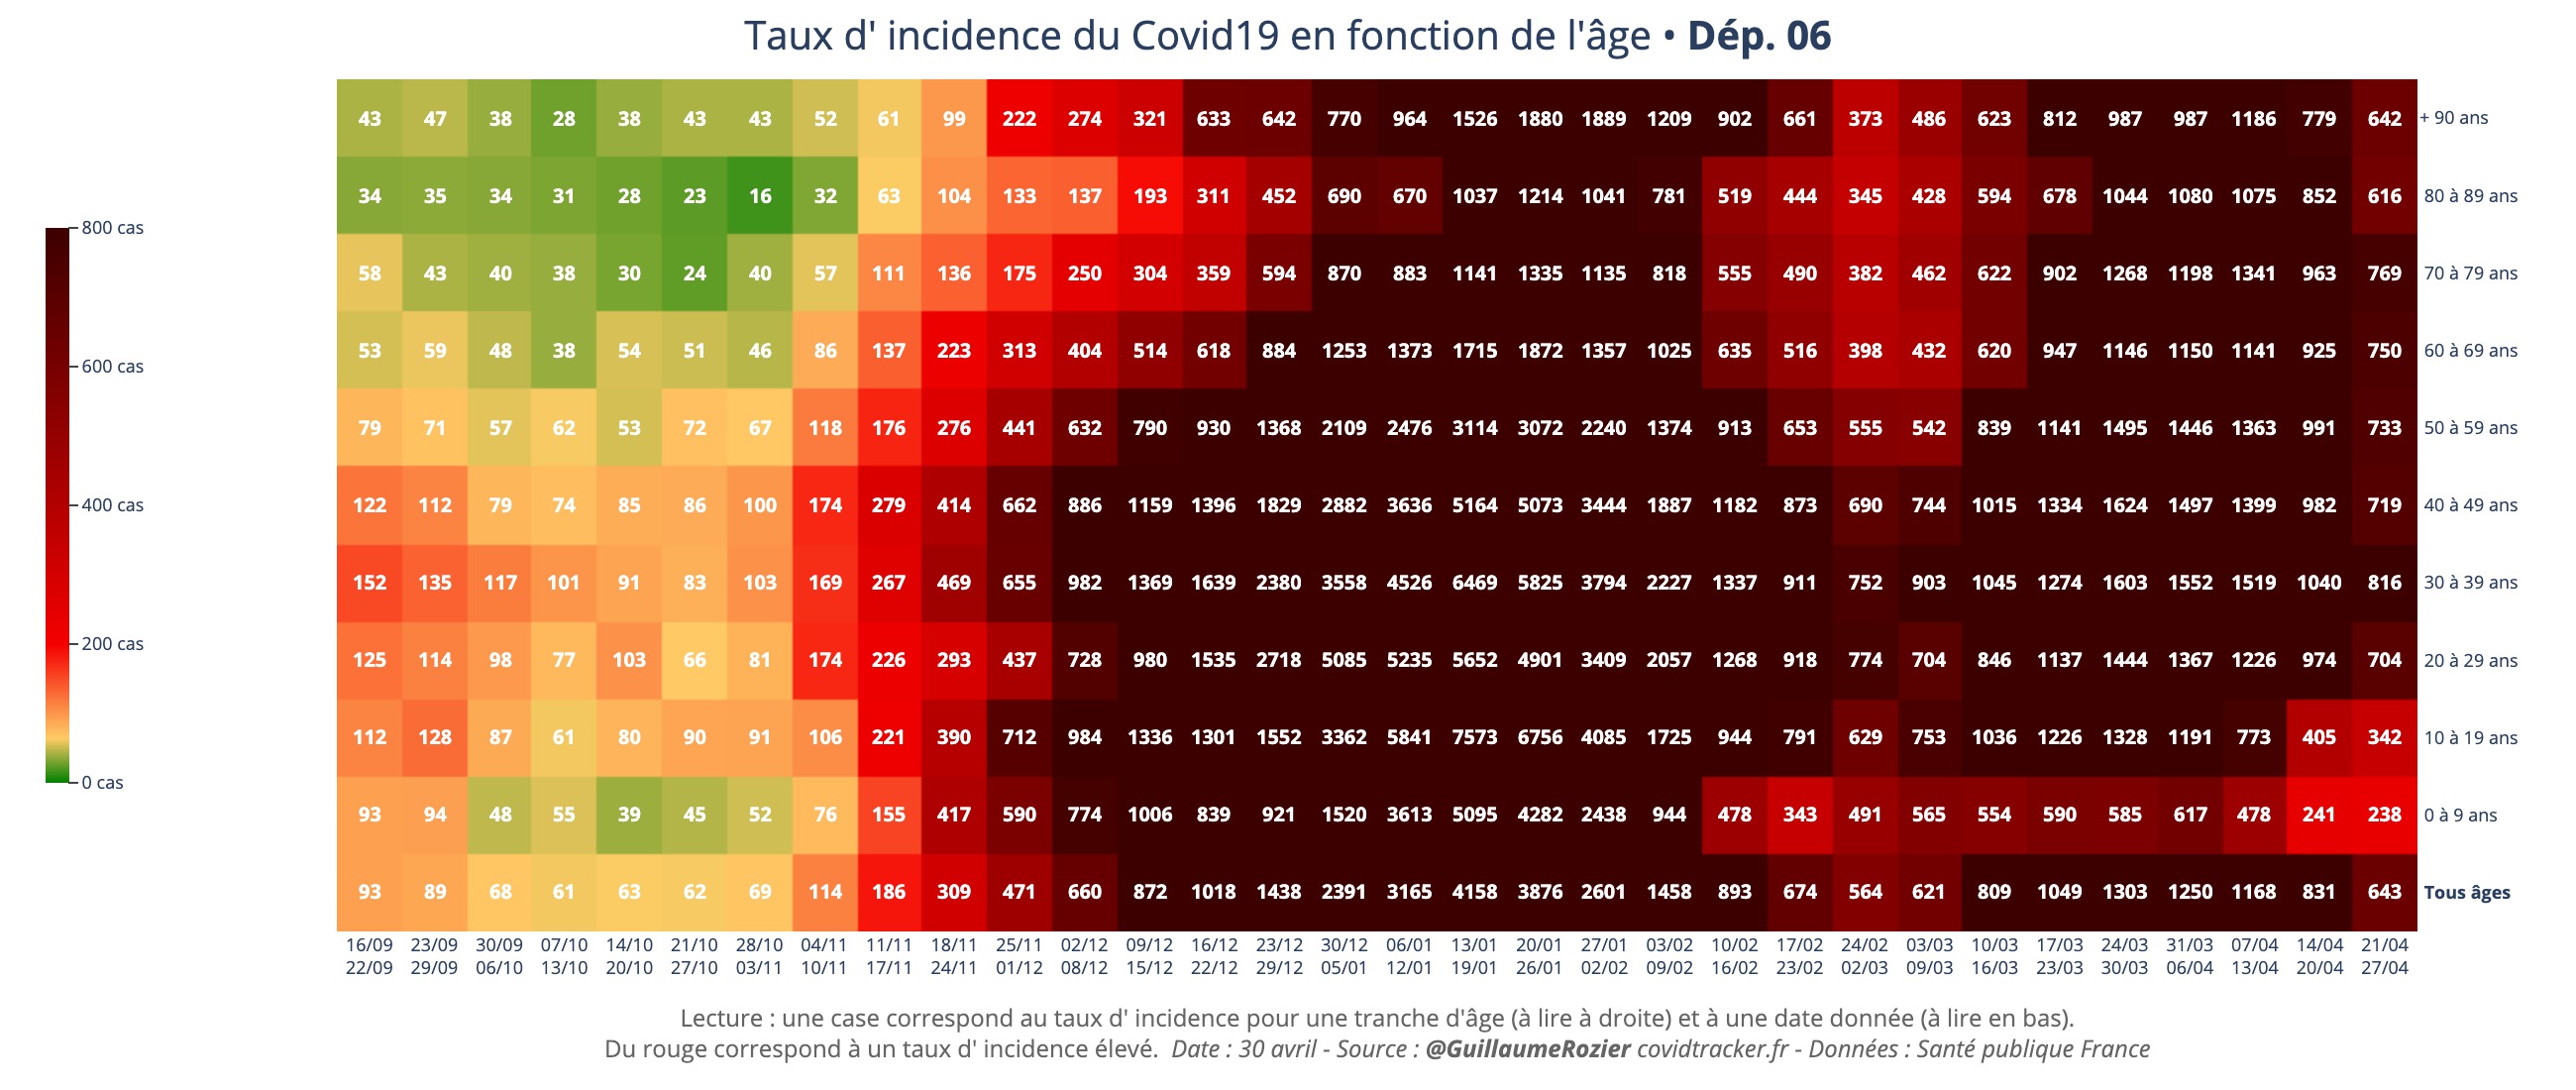 Taux d' incidence du Covid19 en fonction de l'âge • Dép. 06
800 cas
600 cas
400 cas
200 cas
0 cas
43 47 38 28 38 43 43 52 61 99 222 274 321 633 642 770 964 1526 1880 1889 1209 902 661 373 486 623 812 987 987 1186 779 642 + 90 ans
34 35 34 31 28 23 16 32 63 104 133 137 193 311 452 690 670 1037 1214 1041 781 519 444 345 428 594 678 1044 1080 1075 852 616 80 à 89 ans
58 43 40 38 30 24 40 57 111 136 175 250 304 359 594 870 883 1141 1335 1135 818 555 490 382 462 622 902 1268 1198 1341 963 769 70 à 79 ans
53 59 48 38 54 51 46 86 137 223 313 404 514 618 884 1253 1373 1715 1872 1357 1025 635 516 398 432 620 947 1146 1150 1141 925 750 60 à 69 ans
79 71 57 62 53 72 67 118 176 276 441 632 790 930 1368 2109 2476 3114 3072 2240 1374 913 653 555 542 839 1141 1495 1446 1363 991 733 50 à 59 ans
122 112 79 74 85 86 100 174 279 414 662 886 1159 1396 1829 2882 3636 5164 5073 3444 1887 1182 873 690 744 1015 1334 1624 1497 1399 982 719 40 à 49 ans
152 135 117 101 91 83 103 169 267 469 655 982 1369 1639 2380 3558 4526 6469 5825 3794 2227 1337 911 752 903 1045 1274 1603 1552 1519 1040 816 30 à 39 ans
125 114 98 77 103 66 81 174 226 293 437 728 980 1535 2718 5085 5235 5652 4901 3409 2057 1268 918 774 704 846 1137 1444 1367 1226 974 704 20 à 29 ans
112 128 87 61 80 90 91 106 221 390 712 984 1336 1301 1552 3362 5841 7573 6756 4085 1725 944 791 629 753 1036 1226 1328 1191 773 405 342 10 à 19 ans
93 94 48 55 39 45 52 76 155 417 590 774 1006 839 921 1520 3613 5095 4282 2438 944 478 343 491 565 554 590 585 617 478 241 238 0 à 9 ans
93 89 68 61 63 62 69 114 186 309 471 660 872 1018 1438 2391 3165 4158 3876 2601 1458 893 674 564 621 809 1049 1303 1250 1168 831 643 Tous âges
16/09 23/09 30/09 07/10 14/10 21/10 28/10 04/11 11/11 18/11 25/11 02/12 09/12 16/12 23/12 30/12 06/01 13/01 20/01 27/01 03/02 10/02 17/02 24/02 03/03 10/03 17/03 24/03 31/03 07/04 14/04 21/04
22/09 29/09 06/10 13/10 20/10 27/10 03/11 10/11 17/11 24/11 01/12 08/12 15/12 22/12 29/12 05/01 12/01 19/01 26/01 02/02 09/02 16/02 23/02 02/03 09/03 16/03 23/03 30/03 06/04 13/04 20/04 27/04
Lecture : une case correspond au taux d' incidence pour une tranche d'âge (à lire à droite) et à une date donnée (à lire en bas).
Du rouge correspond à un taux d' incidence élevé. Date : 30 avril - Source : @GuillaumeRozier covidtracker.fr - Données : Santé publique France